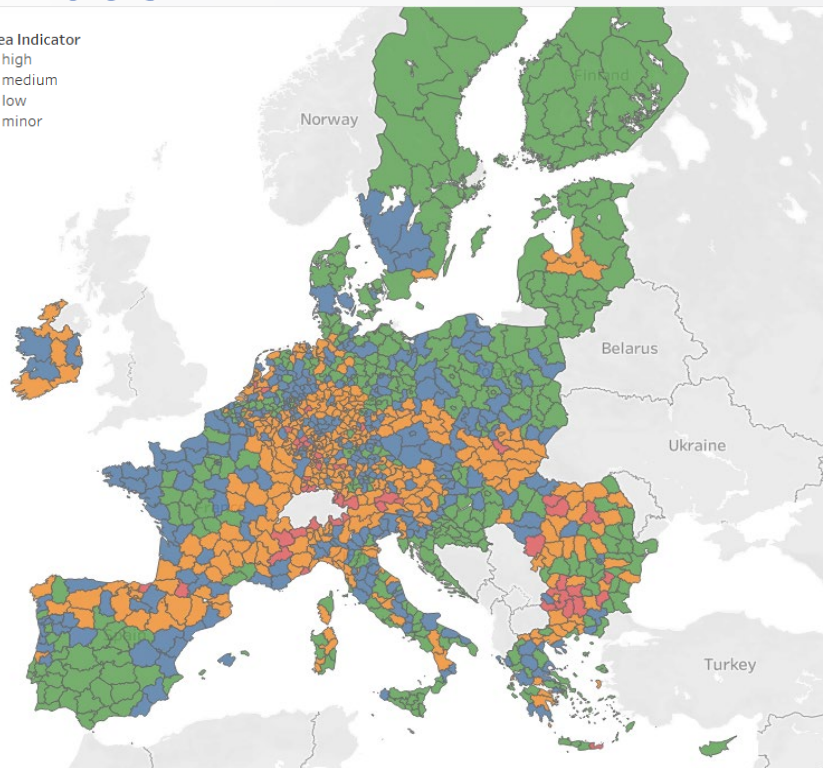 ea Indicator
high
medium
low
minor
Finland
Norway
Belarus
Ukraine
Turkey